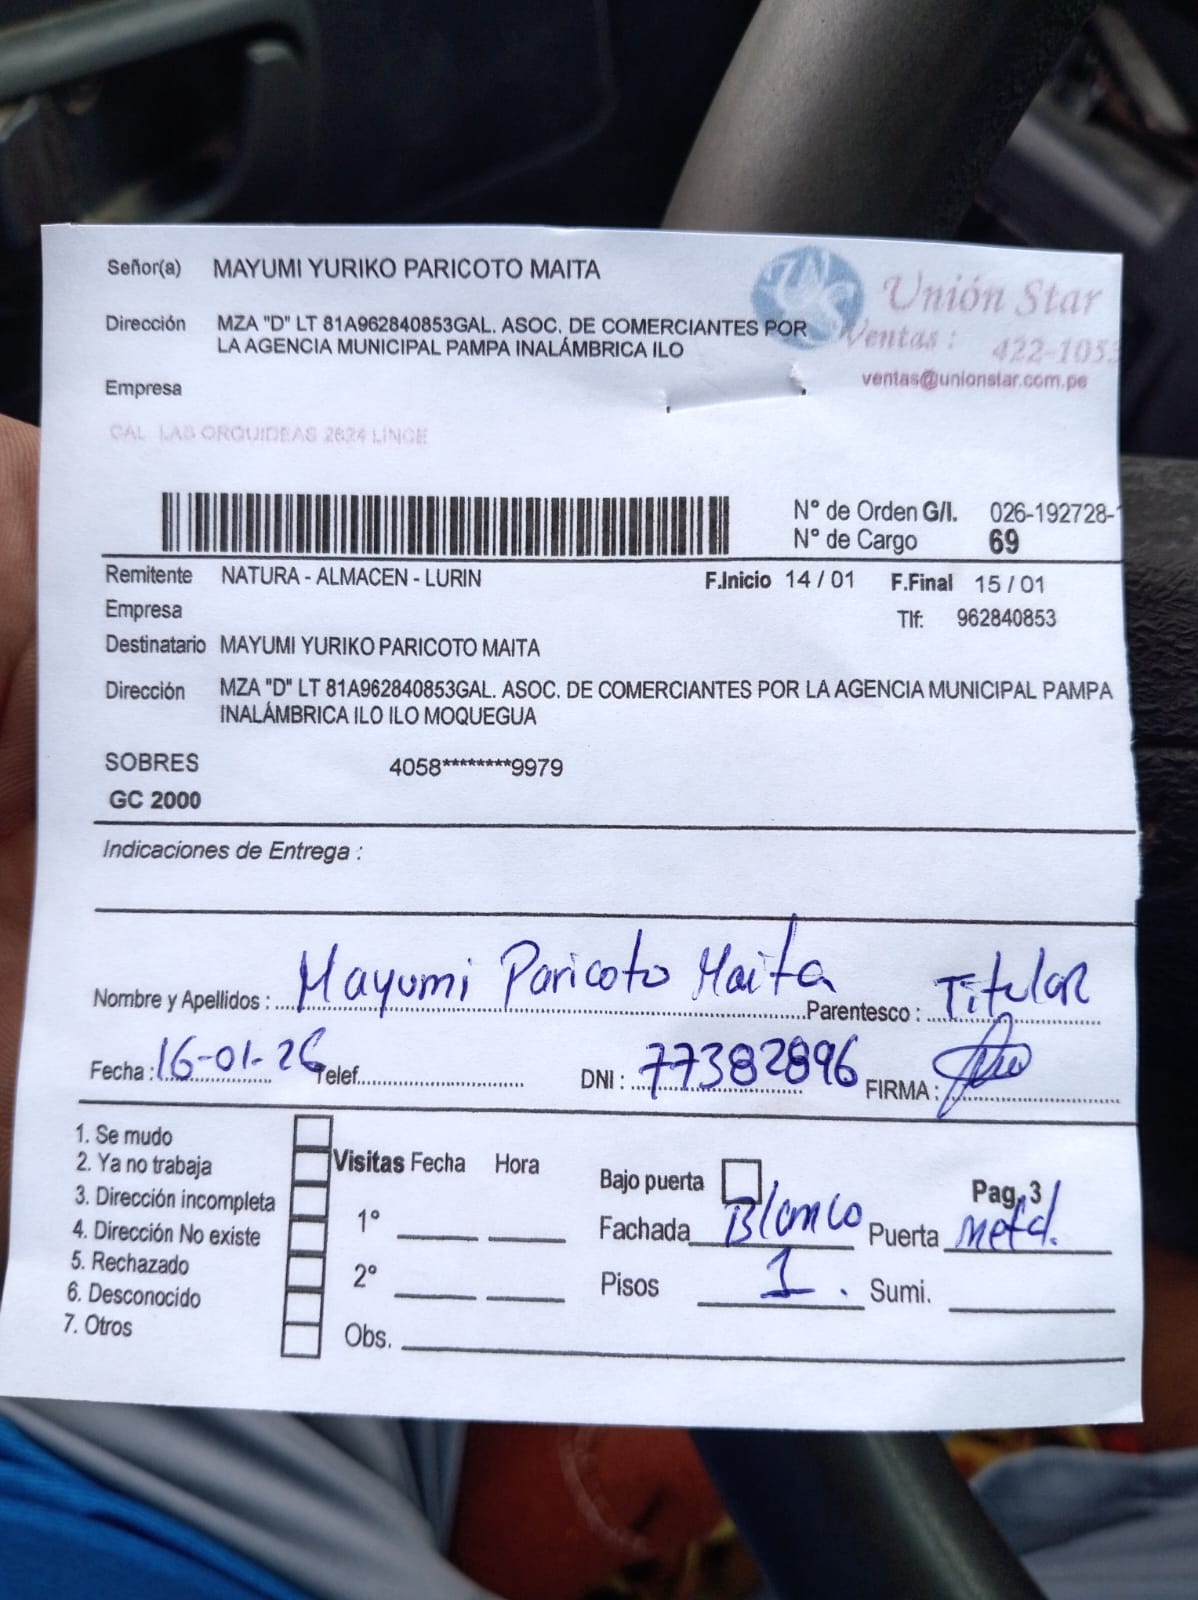 Señor(a) MAYUMI YURIKO PARICOTO MAITA
Unión Star
Dirección MZA "D" LT 81A962840853GAL. ASOC. DE COMERCIANTES POR
LA AGENCIA MUNICIPAL PAMPA INALÁMBRICA ILO
Ventas : 422-1053
ventas@unionstar.com.pe
Empresa
CAL LAS ORQUIDEAS 2624 LINCE
N° de Orden G/I. 026-192728-
N° de Cargo 69
Remitente NATURA - ALMACEN - LURIN F.Inicio 14 / 01 F.Final 15 / 01
Empresa Tlf: 962840853
Destinatario MAYUMI YURIKO PARICOTO MAITA
Dirección MZA "D" LT 81A962840853GAL. ASOC. DE COMERCIANTES POR LA AGENCIA MUNICIPAL PAMPA
INALÁMBRICA ILO ILO MOQUEGUA
SOBRES 4058********9979
GC 2000
Indicaciones de Entrega :
Nombre y Apellidos : Mayumi Paricoto Maita Parentesco : Titular
Fecha : 16-01-26 Telef. DNI : 77382896 FIRMA :
1. Se mudo
2. Ya no trabaja
3. Dirección incompleta
4. Dirección No existe
5. Rechazado
6. Desconocido
7. Otros
Visitas Fecha Hora
1°
2°
Obs.
Bajo puerta Pag. 3
Fachada Blanco Puerta Metal.
Pisos 1. Sumi.